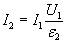 I₂ = I₁ U₁/ε₂